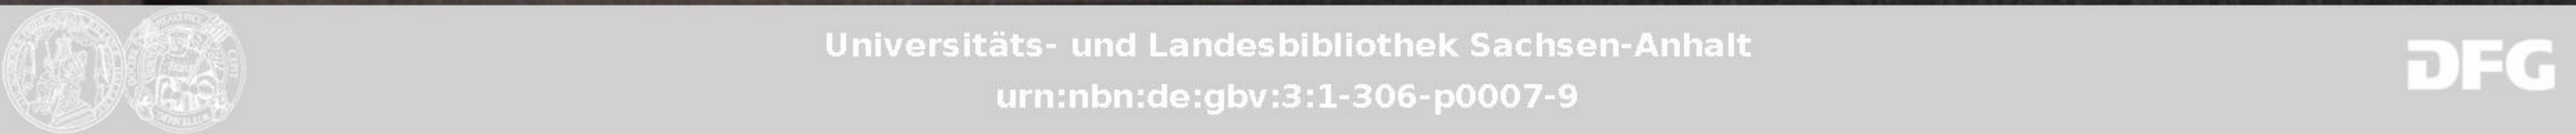 Universitäts- und Landesbibliothek Sachsen-Anhalt
urn:nbn:de:gbv:3:1-306-p0007-9
DFG